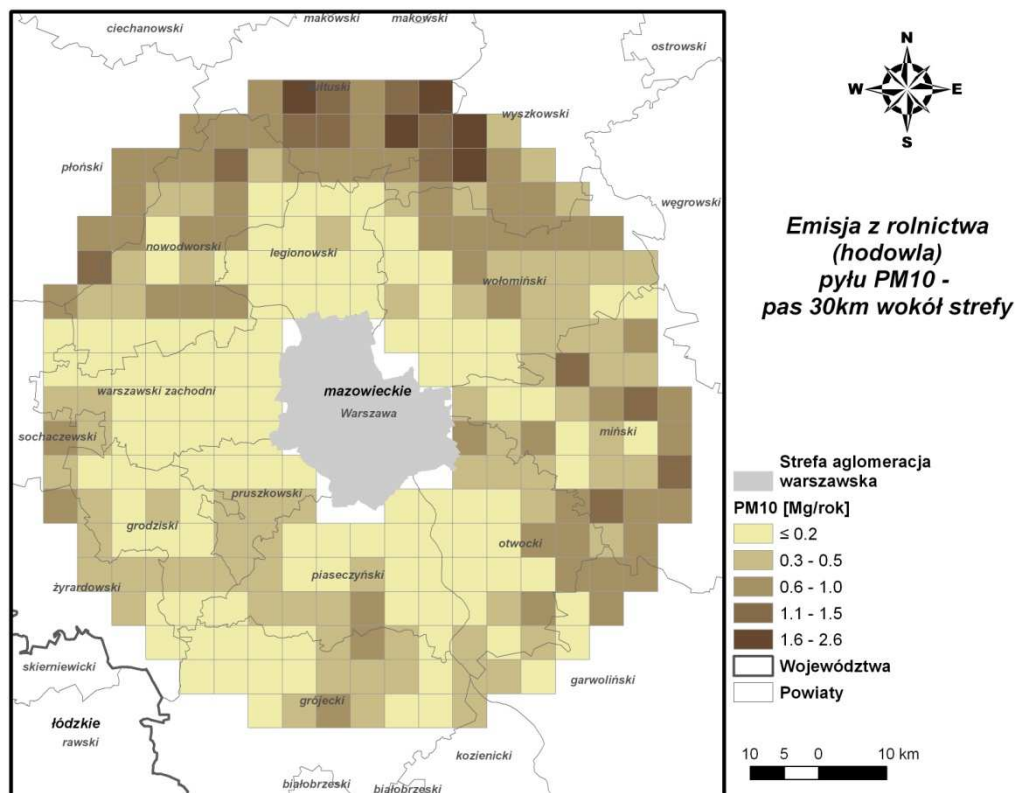 ciechanowski
makowski
makowski
ostrowski
pułtuski
wyszkowski
płoński
węgrowski
nowodworski
legionowski
wołomiński
warszawski zachodni
mazowieckie
Warszawa
sochaczewski
miński
pruszkowski
grodziski
otwocki
żyrardowski
piaseczyński
skierniewicki
garwoliński
grójecki
łódzkie
rawski
kozienicki
białobrzeski
białobrzeski
N
W
E
S
Emisja z rolnictwa
(hodowla)
pyłu PM10 -
pas 30km wokół strefy
Strefa aglomeracja
warszawska
PM10 [Mg/rok]
≤ 0.2
0.3 - 0.5
0.6 - 1.0
1.1 - 1.5
1.6 - 2.6
Województwa
Powiaty
10 5 0 10 km